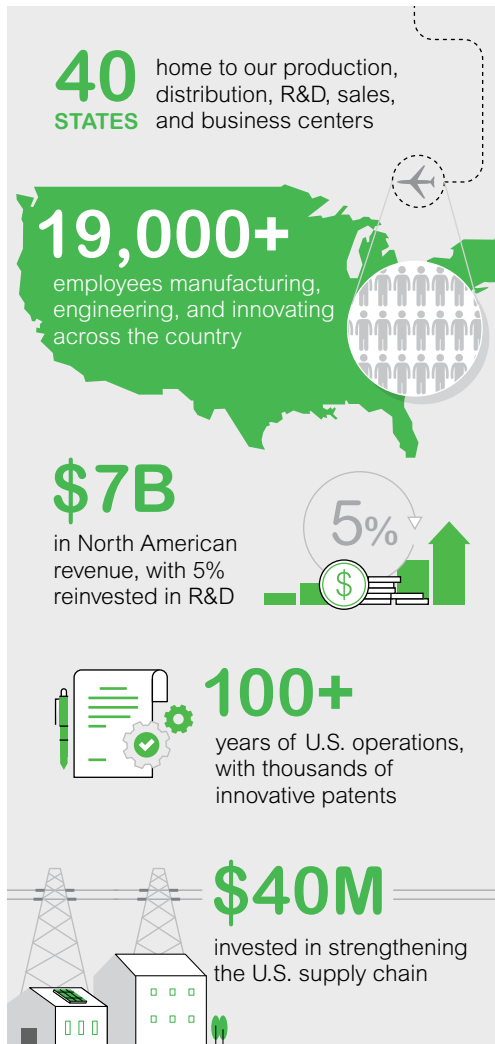 40
STATES
home to our production,
distribution, R&D, sales,
and business centers
19,000+
employees manufacturing,
engineering, and innovating
across the country
$7B
in North American
revenue, with 5%
reinvested in R&D
5%
$
100+
years of U.S. operations,
with thousands of
innovative patents
$40M
invested in strengthening
the U.S. supply chain